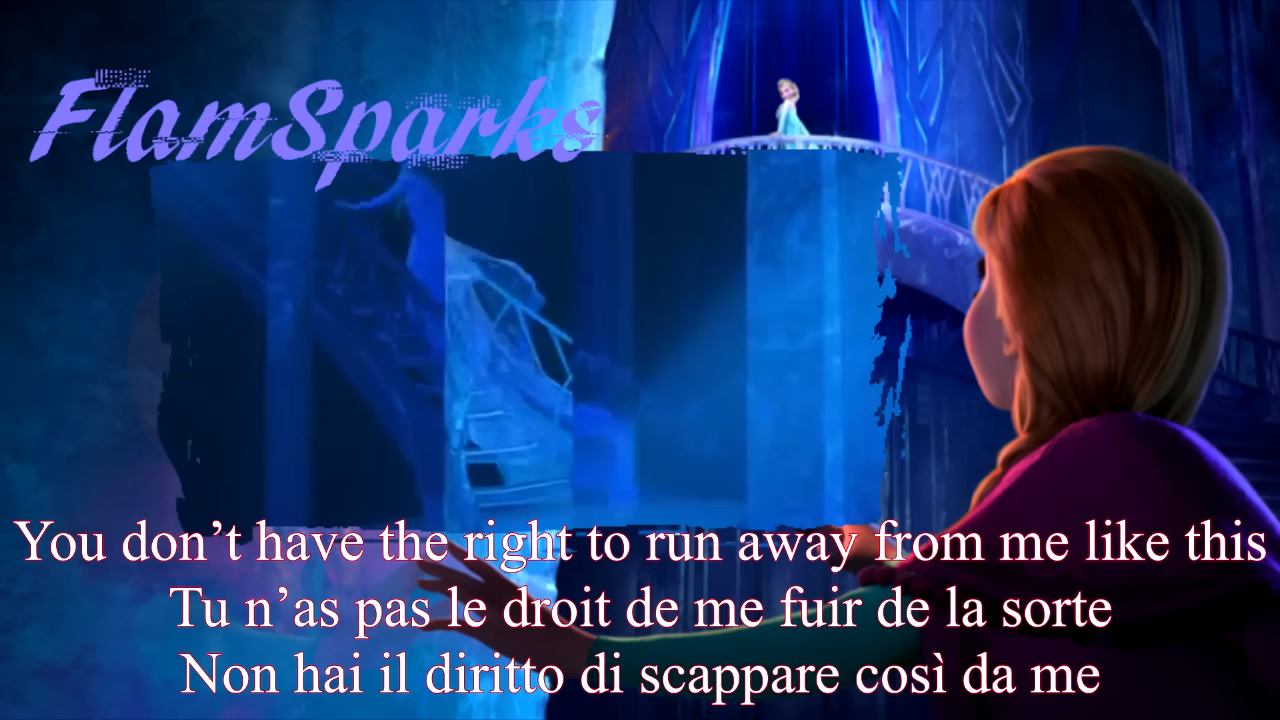 FlamSparks
You don’t have the right to run away from me like this
Tu n’as pas le droit de me fuir de la sorte
Non hai il diritto di scappare così da me